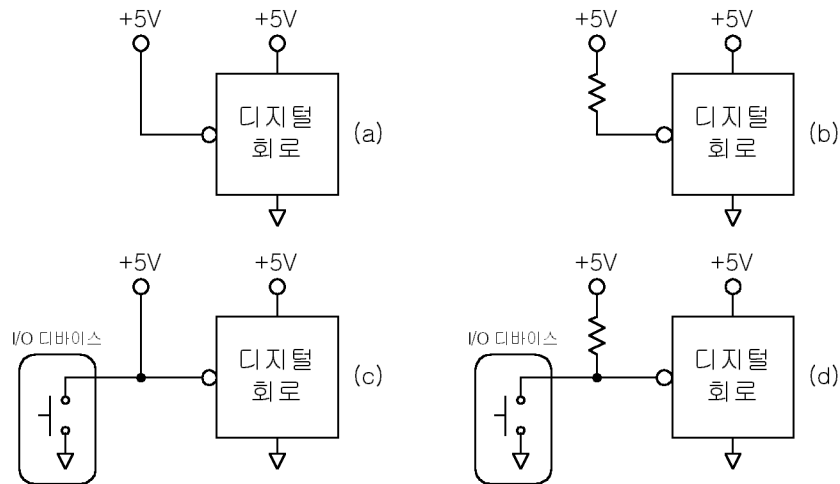 +5V +5V
디지털
회로
(a)
+5V +5V
디지털
회로
(b)
+5V +5V
I/O 디바이스
디지털
회로
(c)
+5V +5V
I/O 디바이스
디지털
회로
(d)